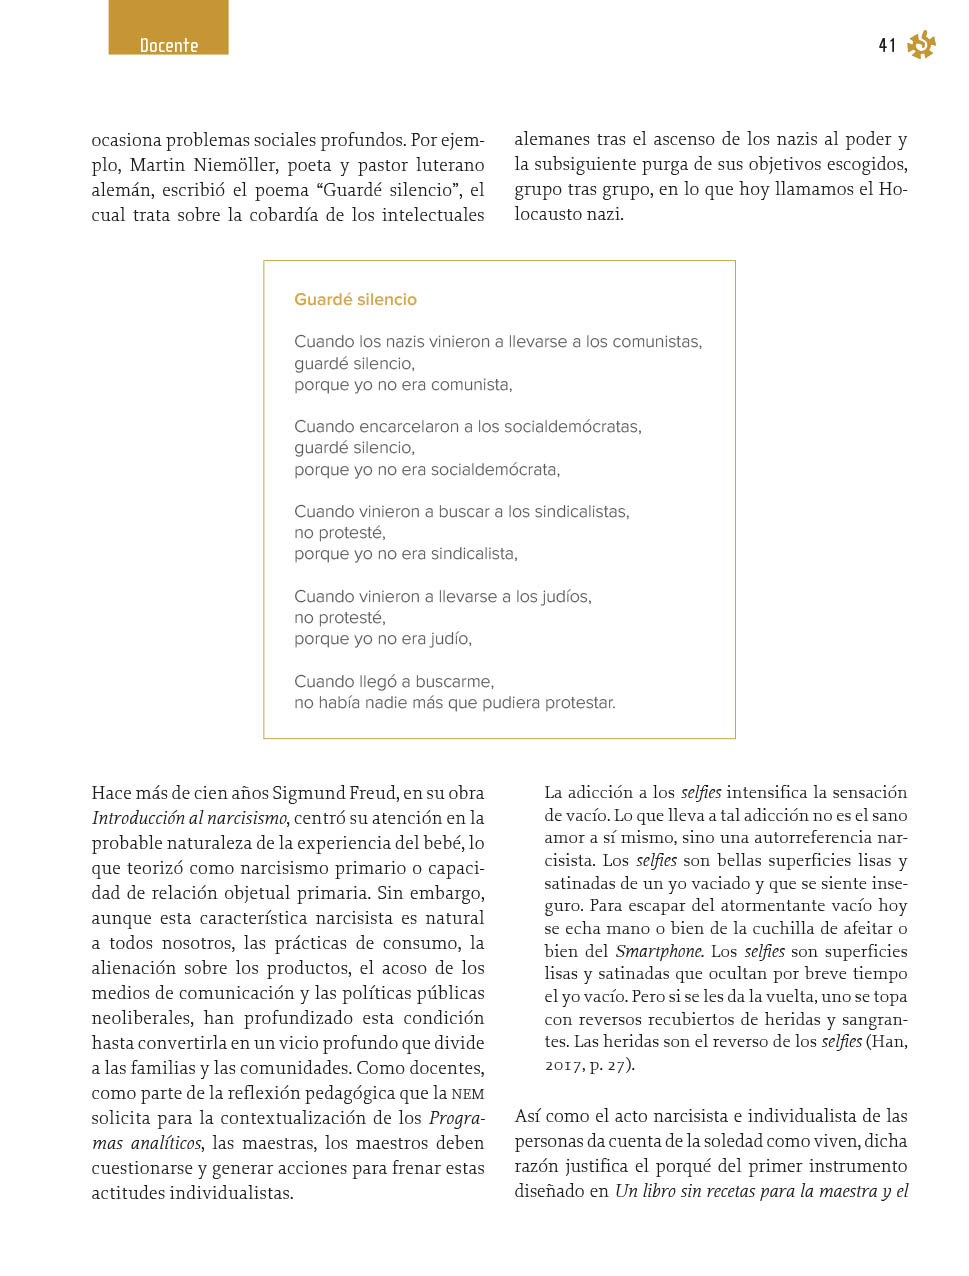 Docente
41
ocasiona problemas sociales profundos. Por ejem-
plo, Martin Niemöller, poeta y pastor luterano
alemán, escribió el poema “Guardé silencio”, el
cual trata sobre la cobardía de los intelectuales
alemanes tras el ascenso de los nazis al poder y
la subsiguiente purga de sus objetivos escogidos,
grupo tras grupo, en lo que hoy llamamos el Ho-
locausto nazi.
Guardé silencio
Cuando los nazis vinieron a llevarse a los comunistas,
guardé silencio,
porque yo no era comunista,
Cuando encarcelaron a los socialdemócratas,
guardé silencio,
porque yo no era socialdemócrata,
Cuando vinieron a buscar a los sindicalistas,
no protesté,
porque yo no era sindicalista,
Cuando vinieron a llevarse a los judíos,
no protesté,
porque yo no era judío,
Cuando llegó a buscarme,
no había nadie más que pudiera protestar.
Hace más de cien años Sigmund Freud, en su obra
Introducción al narcisismo, centró su atención en la
probable naturaleza de la experiencia del bebé, lo
que teorizó como narcisismo primario o capaci-
dad de relación objetual primaria. Sin embargo,
aunque esta característica narcisista es natural
a todos nosotros, las prácticas de consumo, la
alienación sobre los productos, el acoso de los
medios de comunicación y las políticas públicas
neoliberales, han profundizado esta condición
hasta convertirla en un vicio profundo que divide
a las familias y las comunidades. Como docentes,
como parte de la reflexión pedagógica que la NEM
solicita para la contextualización de los Progra-
mas analíticos, las maestras, los maestros deben
cuestionarse y generar acciones para frenar estas
actitudes individualistas.
La adicción a los selfies intensifica la sensación
de vacío. Lo que lleva a tal adicción no es el sano
amor a sí mismo, sino una autorreferencia nar-
cisista. Los selfies son bellas superficies lisas y
satinadas de un yo vaciado y que se siente inse-
guro. Para escapar del atormentante vacío hoy
se echa mano o bien de la cuchilla de afeitar o
bien del Smartphone. Los selfies son superficies
lisas y satinadas que ocultan por breve tiempo
el yo vacío. Pero si se les da la vuelta, uno se topa
con reversos recubiertos de heridas y sangran-
tes. Las heridas son el reverso de los selfies (Han,
2017, p. 27).
Así como el acto narcisista e individualista de las
personas da cuenta de la soledad como viven, dicha
razón justifica el porqué del primer instrumento
diseñado en Un libro sin recetas para la maestra y el